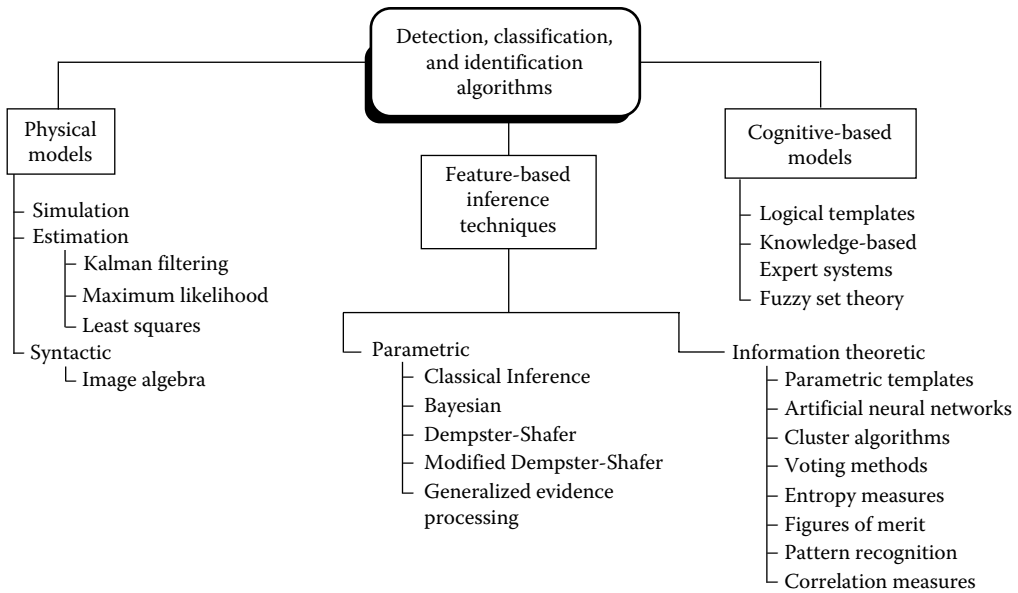 Detection, classification,
and identification
algorithms
Physical
models
Simulation
Estimation
Kalman filtering
Maximum likelihood
Least squares
Syntactic
Image algebra
Feature-based
inference
techniques
Parametric
Classical Inference
Bayesian
Dempster-Shafer
Modified Dempster-Shafer
Generalized evidence
processing
Information theoretic
Parametric templates
Artificial neural networks
Cluster algorithms
Voting methods
Entropy measures
Figures of merit
Pattern recognition
Correlation measures
Cognitive-based
models
Logical templates
Knowledge-based
Expert systems
Fuzzy set theory